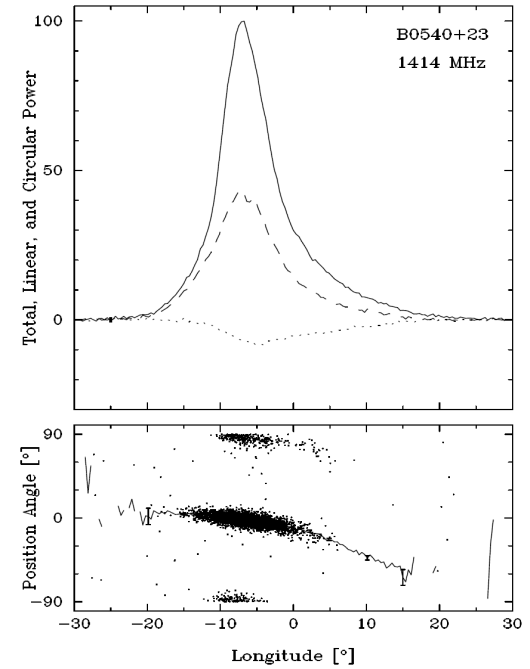 100
B0540+23
1414 MHz
50
0
Total, Linear, and Circular Power
90
0
−90
Position Angle [°]
−30
−20
−10
0
10
20
30
Longitude [°]